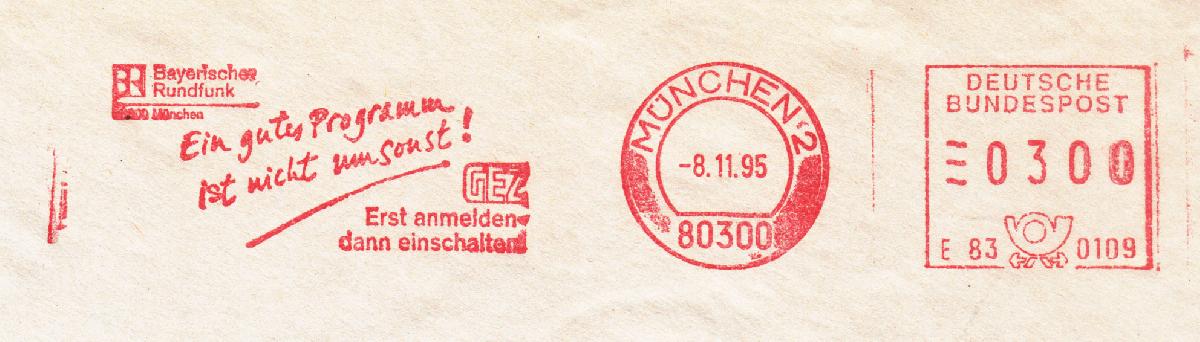 BR Bayerischer
Rundfunk
8000 München
Ein gutes Programm
ist nicht umsonst!
GEZ
Erst anmelden-
dann einschalten!
MÜNCHEN 2
-8.11.95
80300
DEUTSCHE
BUNDESPOST
0300
E 83 0109